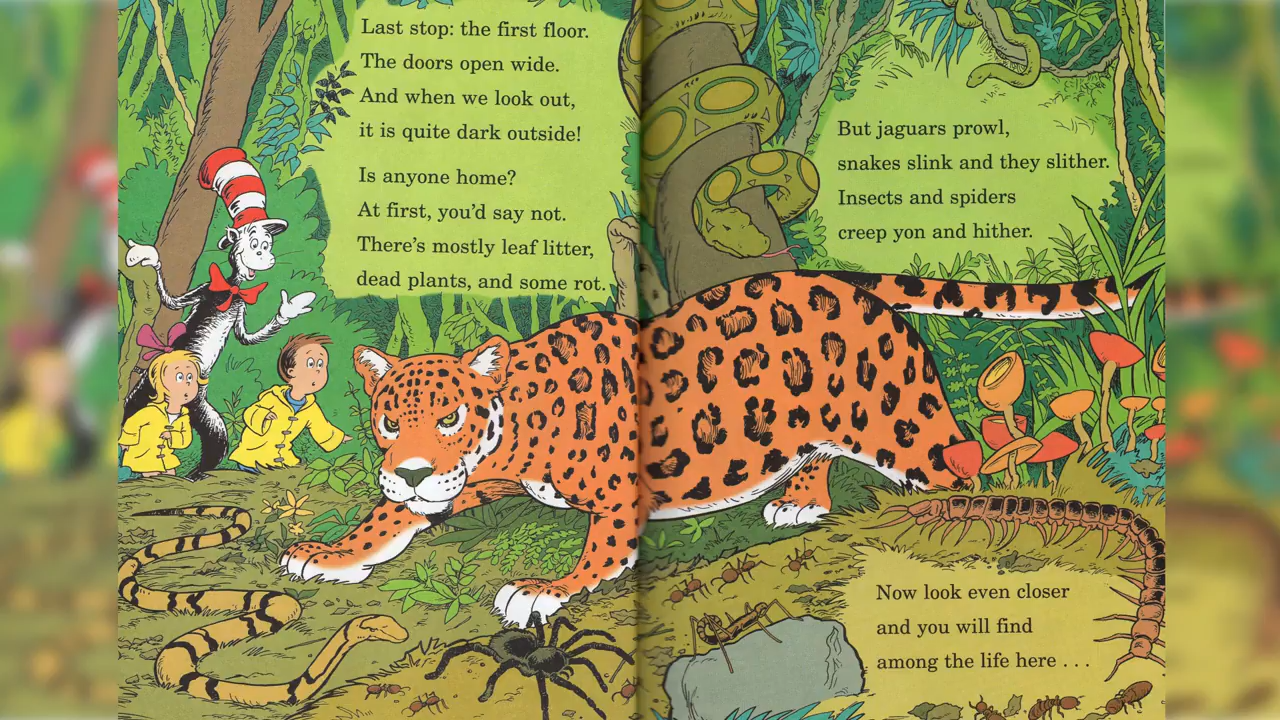 Last stop: the first floor.
The doors open wide.
And when we look out,
it is quite dark outside!
Is anyone home?
At first, you'd say not.
There's mostly leaf litter,
dead plants, and some rot.
But jaguars prowl,
snakes slink and they slither.
Insects and spiders
creep yon and hither.
Now look even closer
and you will find
among the life here . . .